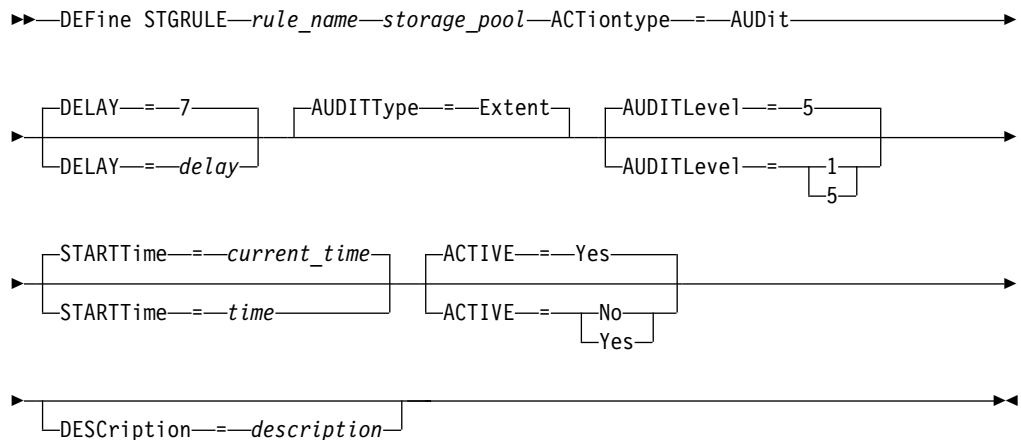 DEFine STGRULE rule_name storage_pool ACTiontype = AUDit
DELAY = 7 AUDITType = Extent AUDITLevel = 5
DELAY = delay AUDITLevel = 1
5
STARTTime = current_time ACTIVE = Yes
STARTTime = time ACTIVE = No
Yes
DESCription = description